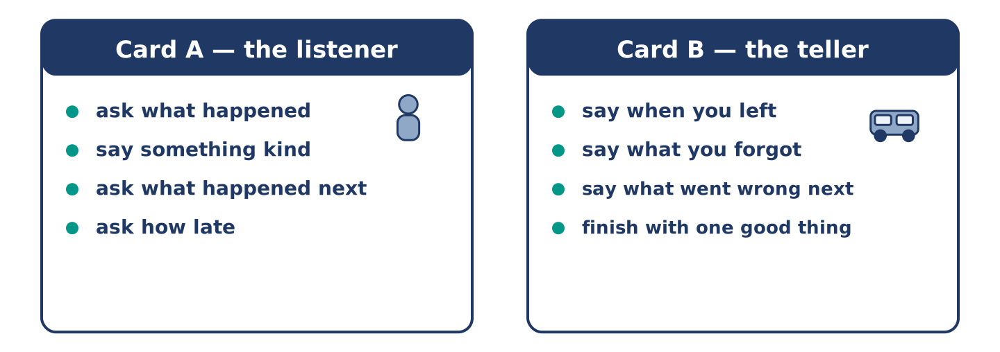 Card A — the listener
ask what happened
say something kind
ask what happened next
ask how late
Card B — the teller
say when you left
say what you forgot
say what went wrong next
finish with one good thing